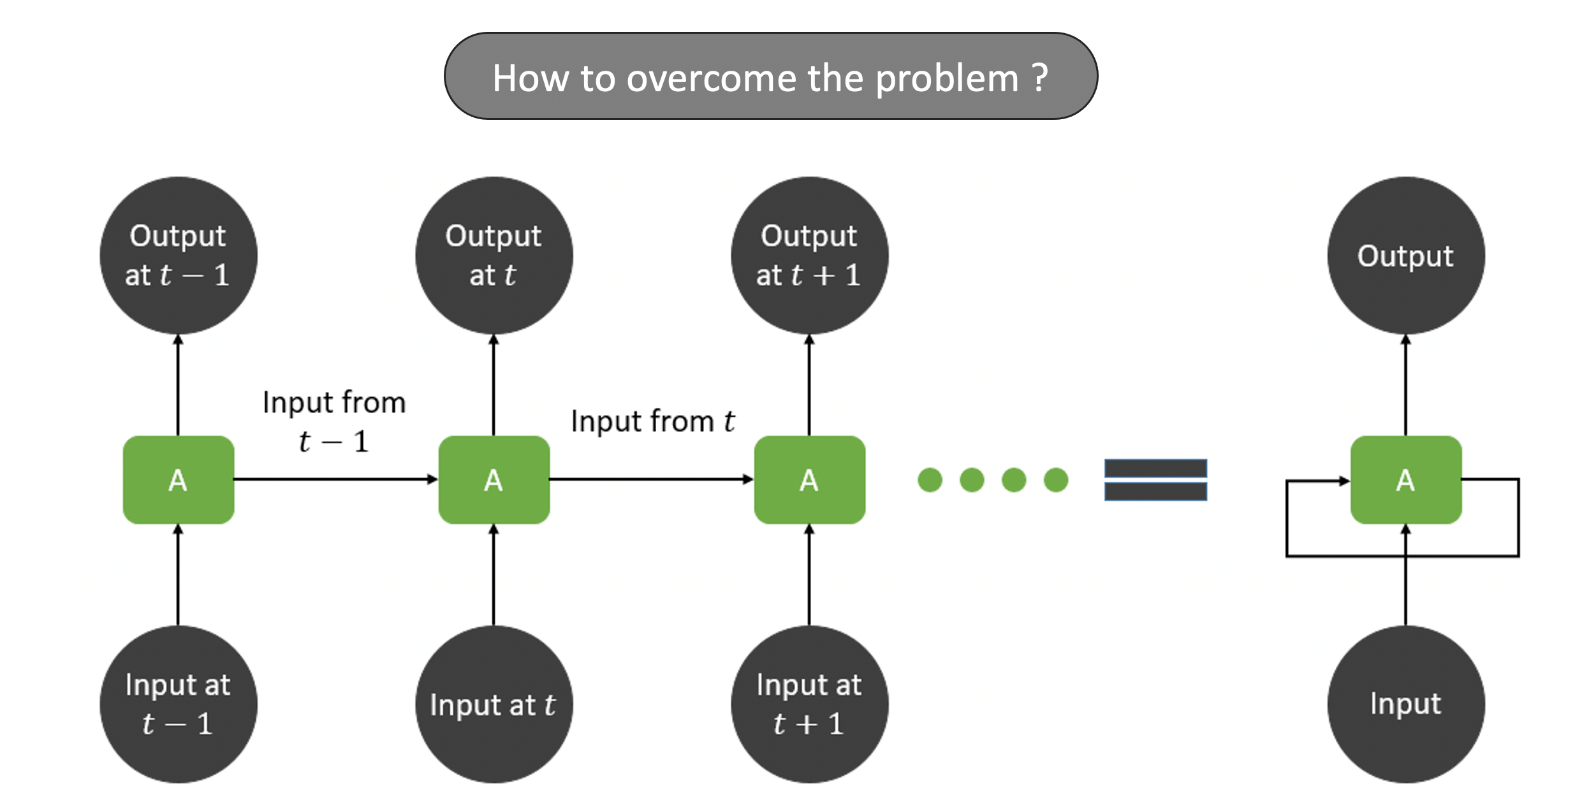 How to overcome the problem ?
Output
at t − 1
Output
at t
Output
at t + 1
Output
Input from
t − 1
Input from t
A
A
A
A
Input at
t − 1
Input at t
Input at
t + 1
Input